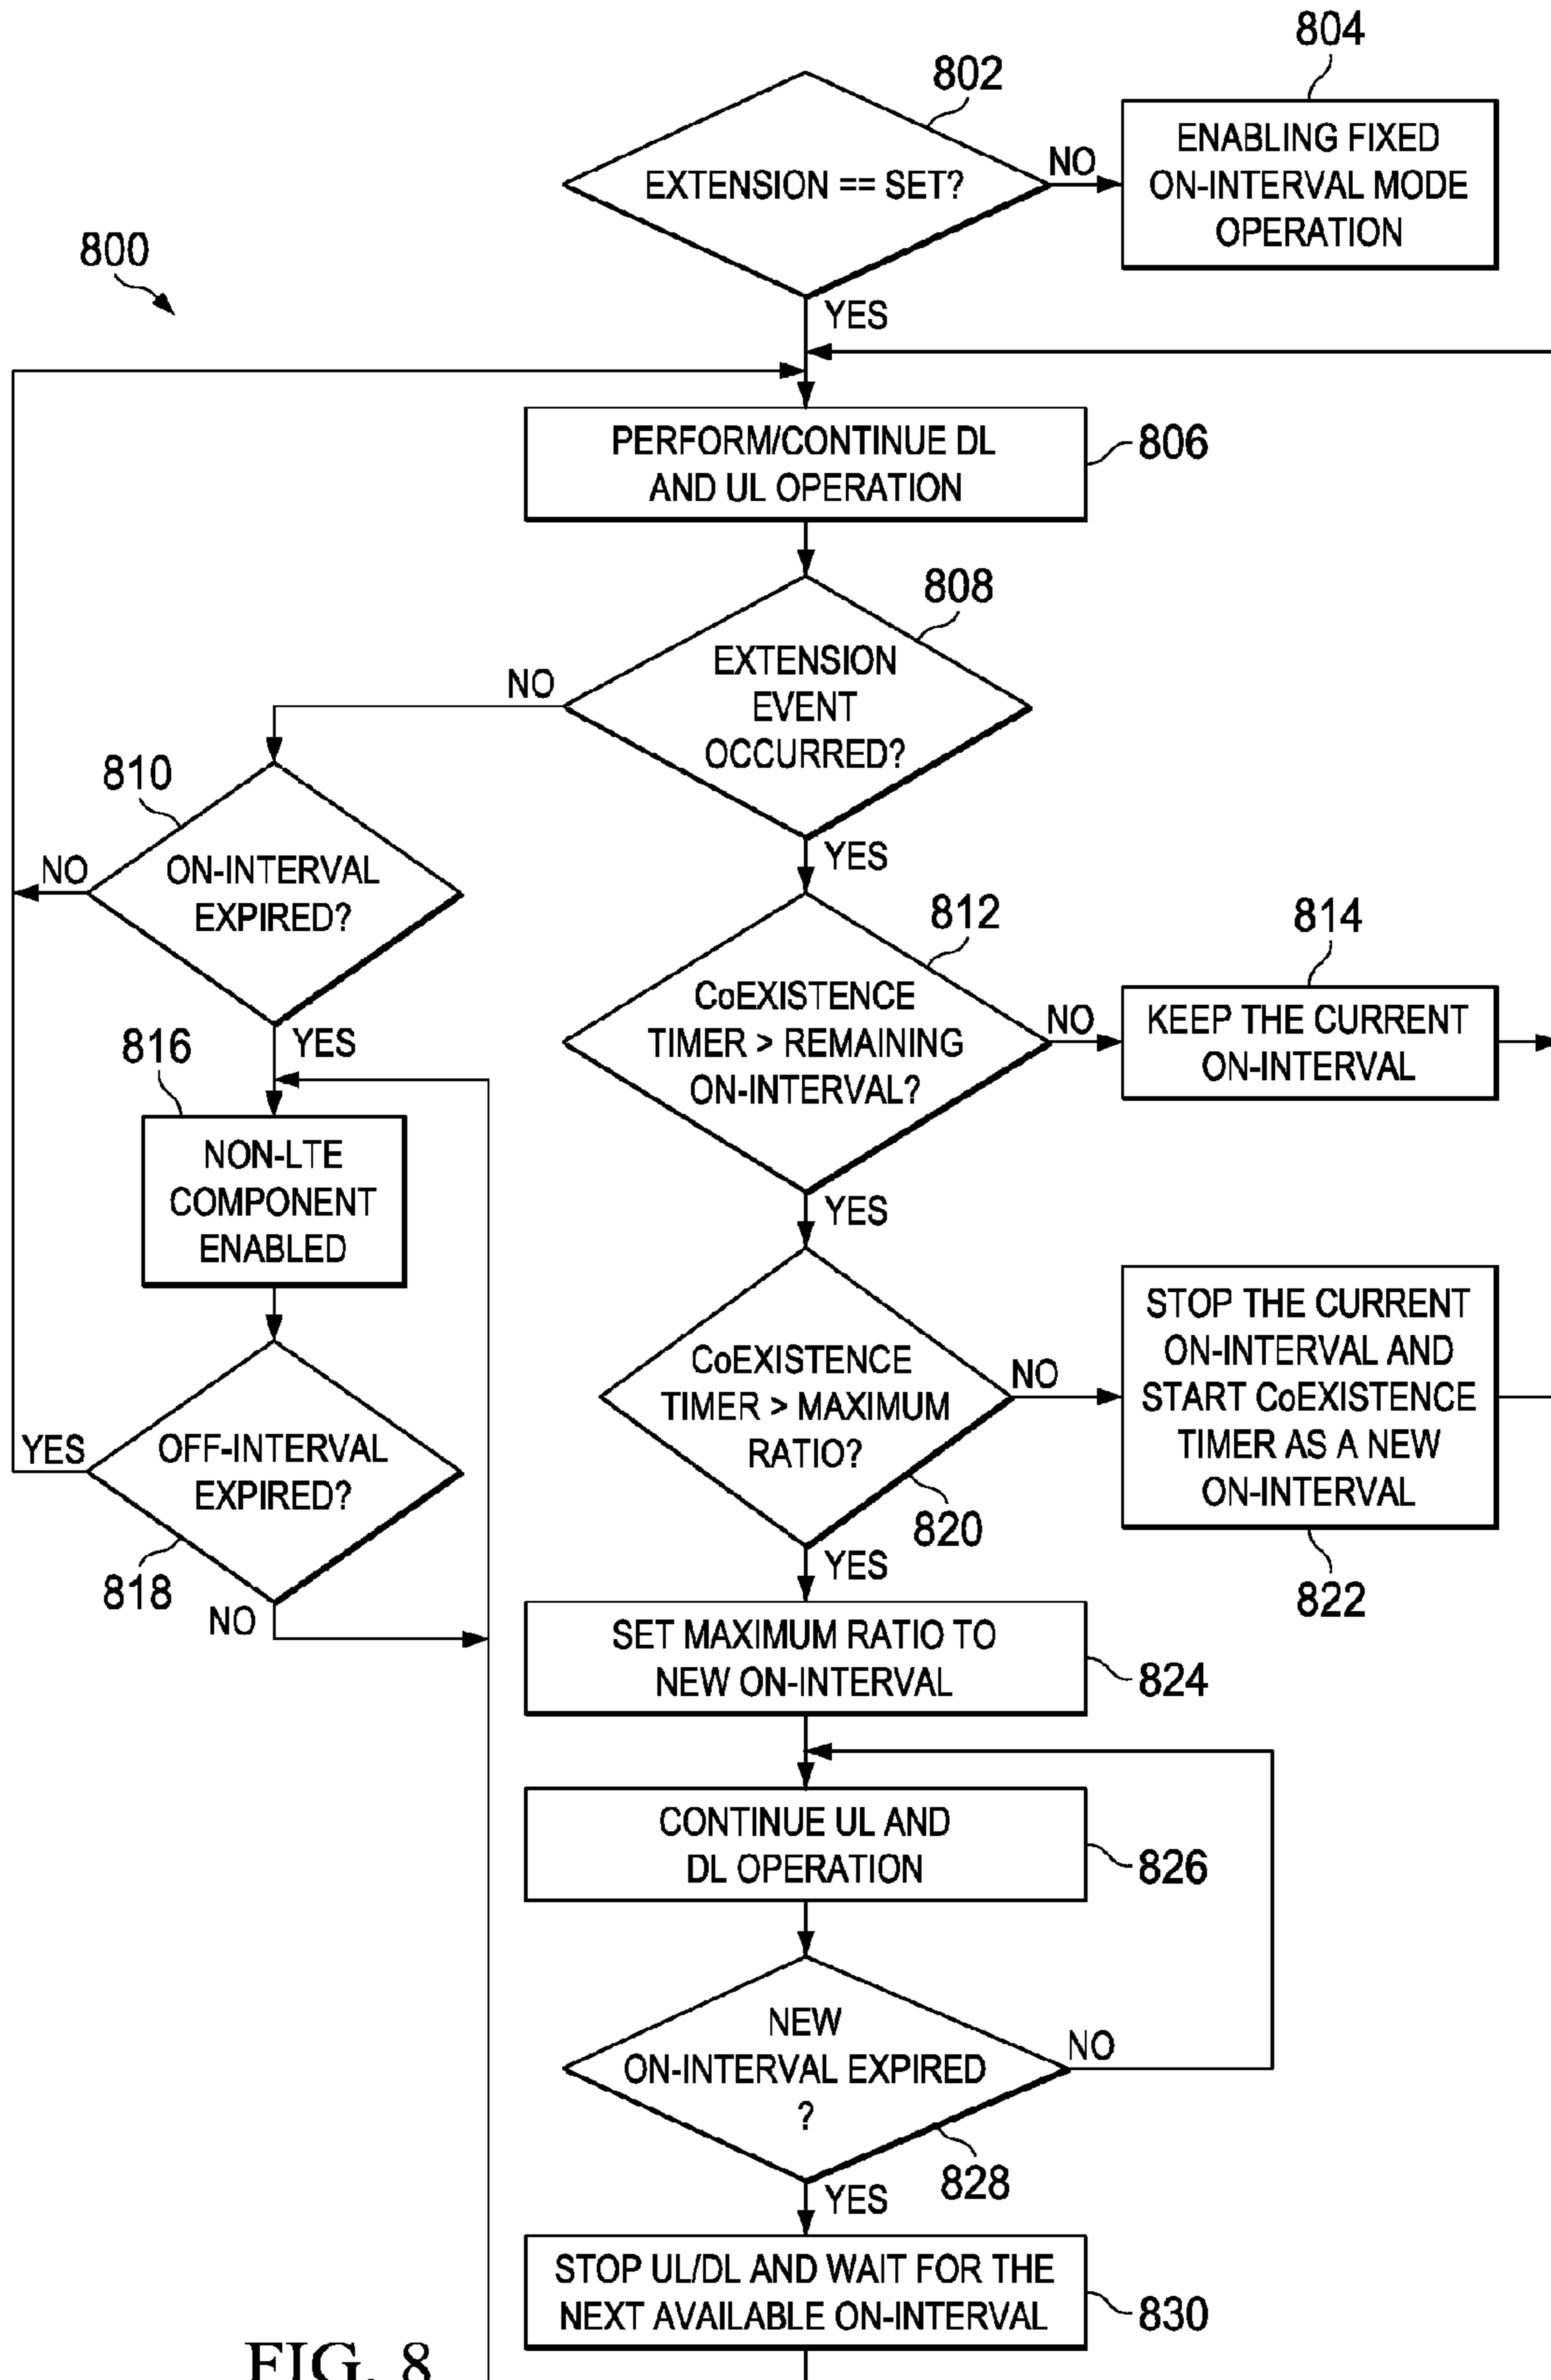 804
802
EXTENSION == SET?
NO
ENABLING FIXED
ON-INTERVAL MODE
OPERATION
800
YES
PERFORM/CONTINUE DL
AND UL OPERATION
806
808
EXTENSION
EVENT
OCCURRED?
NO
YES
810
ON-INTERVAL
EXPIRED?
NO
YES
812
CoEXISTENCE
TIMER > REMAINING
ON-INTERVAL?
NO
YES
814
KEEP THE CURRENT
ON-INTERVAL
816
NON-LTE
COMPONENT
ENABLED
OFF-INTERVAL
EXPIRED?
YES
818
NO
CoEXISTENCE
TIMER > MAXIMUM
RATIO?
NO
820
YES
STOP THE CURRENT
ON-INTERVAL AND
START CoEXISTENCE
TIMER AS A NEW
ON-INTERVAL
822
SET MAXIMUM RATIO TO
NEW ON-INTERVAL
824
CONTINUE UL AND
DL OPERATION
826
NEW
ON-INTERVAL EXPIRED
?
NO
828
YES
STOP UL/DL AND WAIT FOR THE
NEXT AVAILABLE ON-INTERVAL
830
FIG. 8